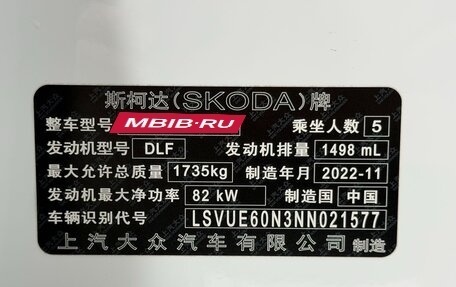 斯柯达(SKODA)牌
整车型号 MBIB·RU 乘坐人数 5
发动机型号 DLF 发动机排量 1498 mL
最大允许总质量 1735kg 制造年月 2022-11
发动机最大净功率 82 kW 制造国 中国
车辆识别代号 LSVUE60N3NN021577
上汽大众汽车有限公司 制造